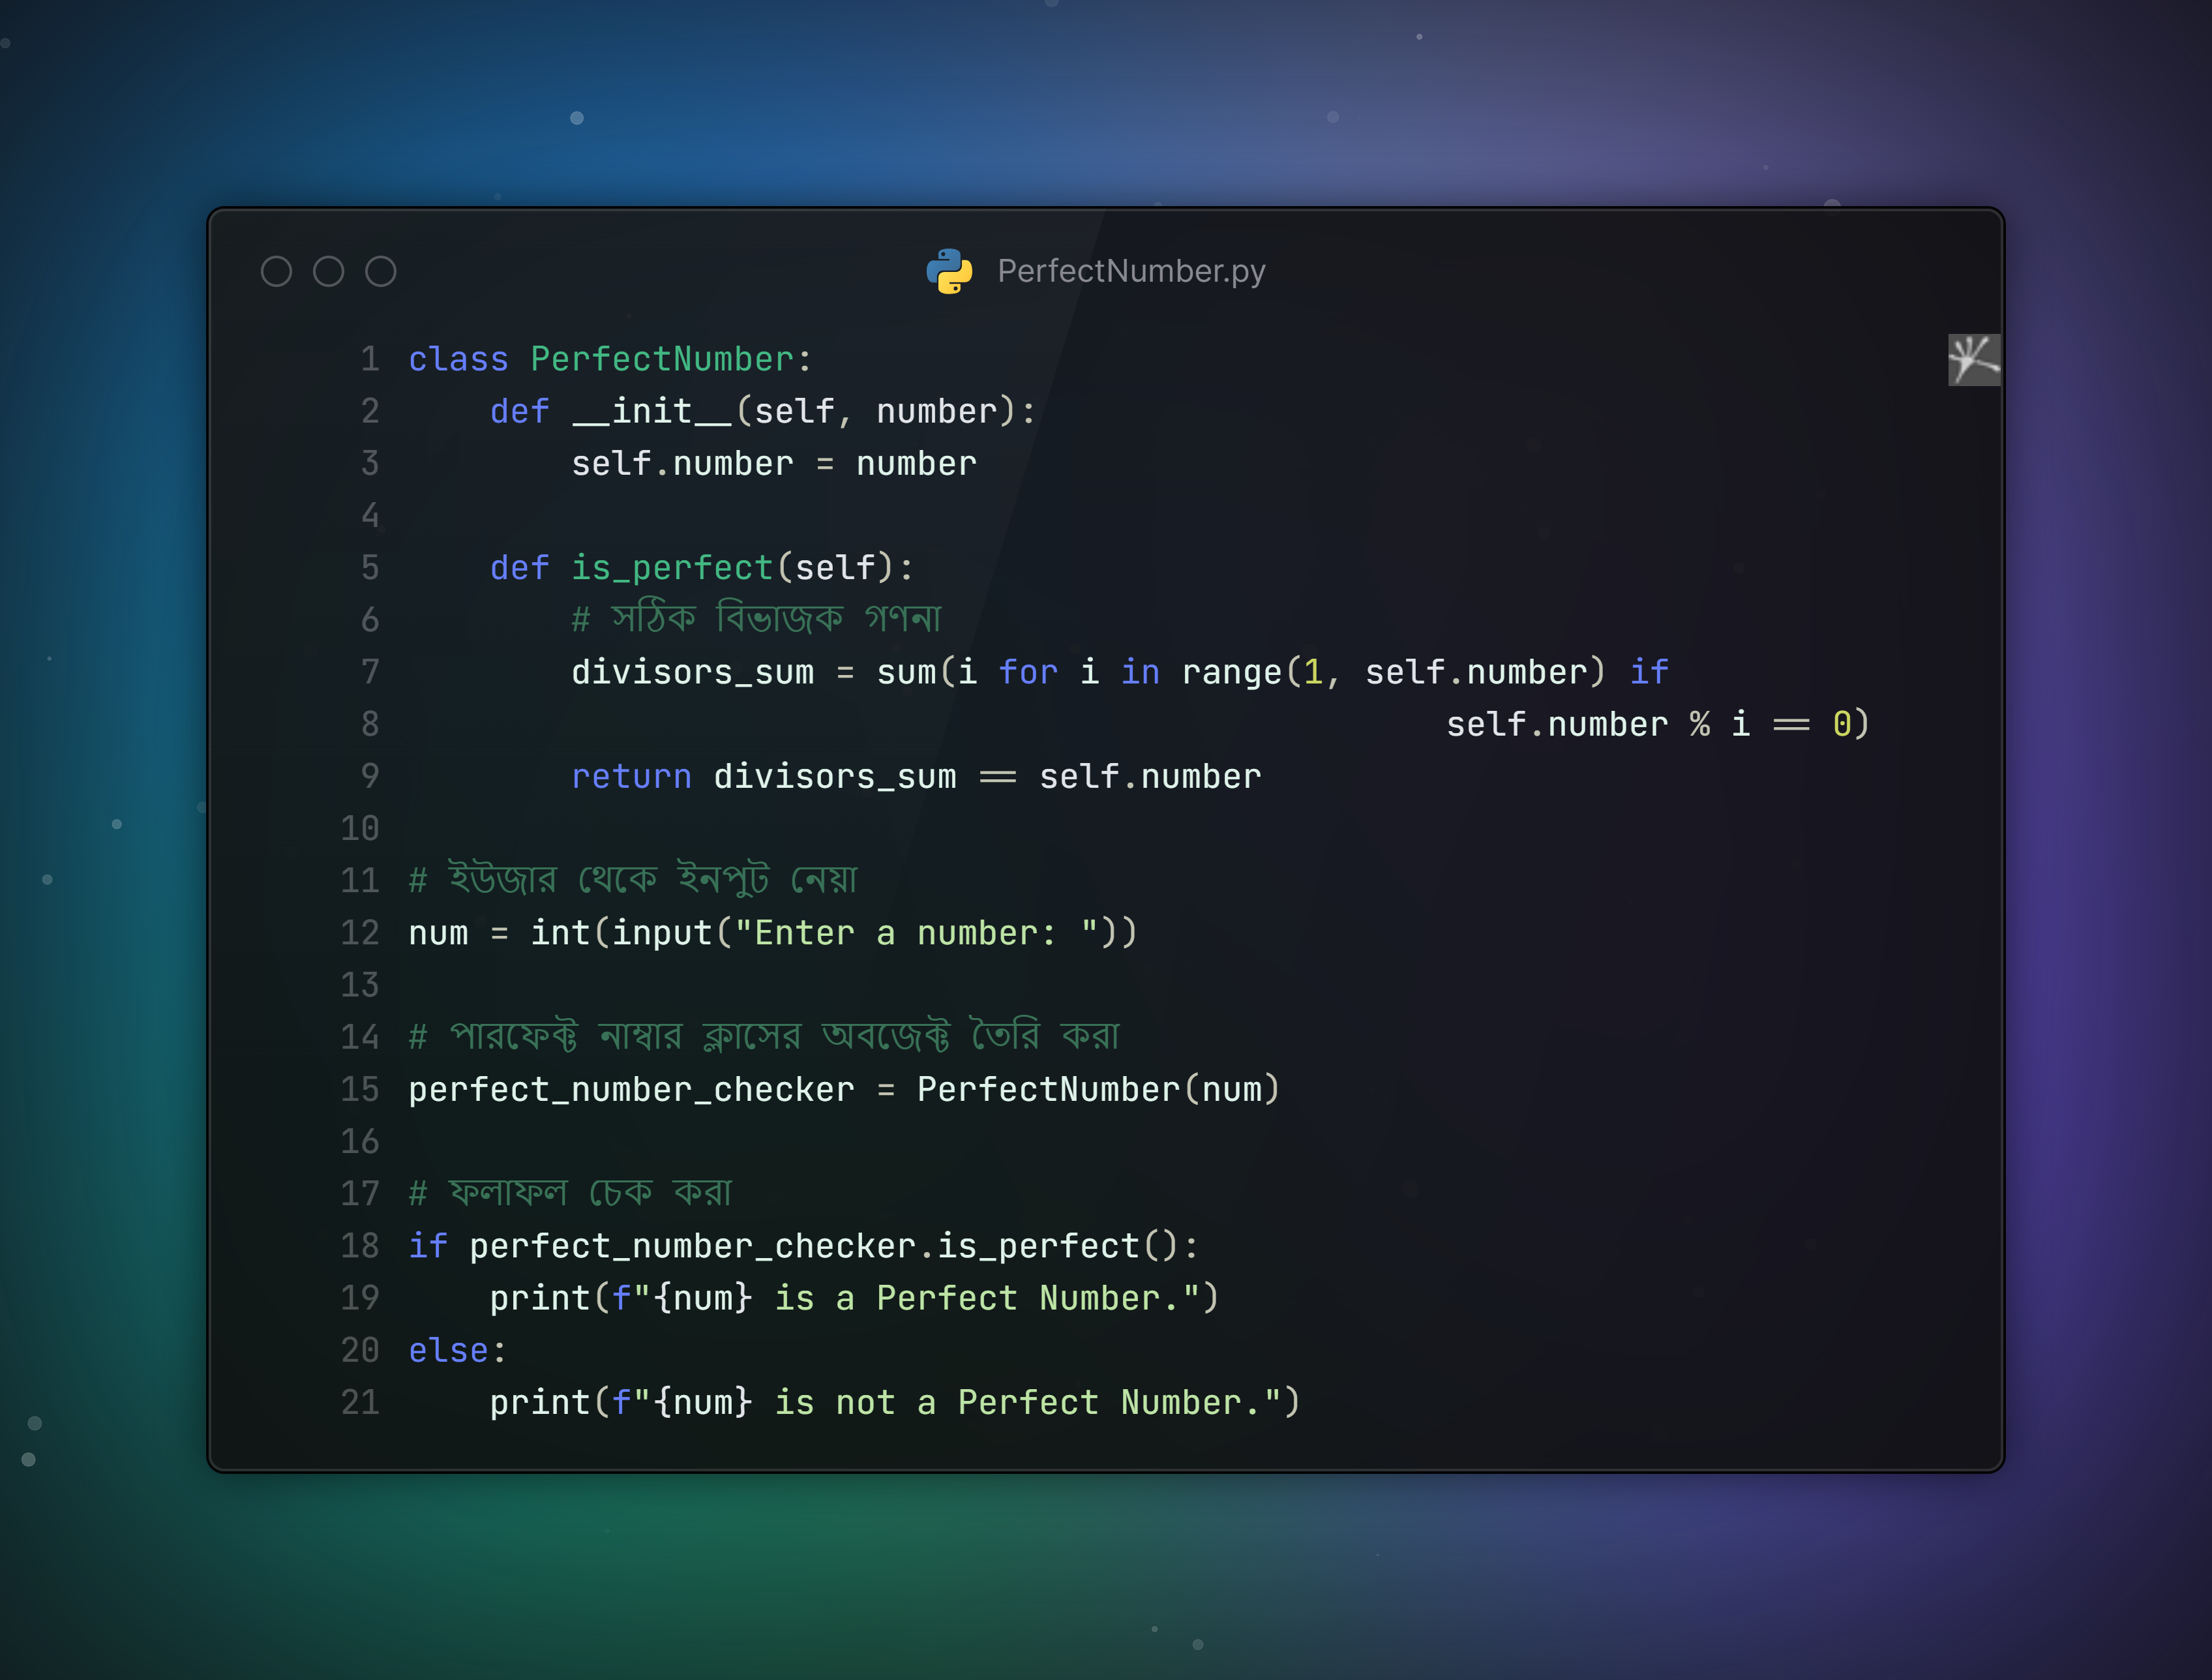 PerfectNumber.py
1 class PerfectNumber:
2     def __init__(self, number):
3         self.number = number
4
5     def is_perfect(self):
6         # সঠিক বিভাজক গণনা
7         divisors_sum = sum(i for i in range(1, self.number) if
8                                                    self.number % i == 0)
9         return divisors_sum == self.number
10
11 # ইউজার থেকে ইনপুট নেয়া
12 num = int(input("Enter a number: "))
13
14 # পারফেক্ট নাম্বার ক্লাসের অবজেক্ট তৈরি করা
15 perfect_number_checker = PerfectNumber(num)
16
17 # ফলাফল চেক করা
18 if perfect_number_checker.is_perfect():
19     print(f"{num} is a Perfect Number.")
20 else:
21     print(f"{num} is not a Perfect Number.")